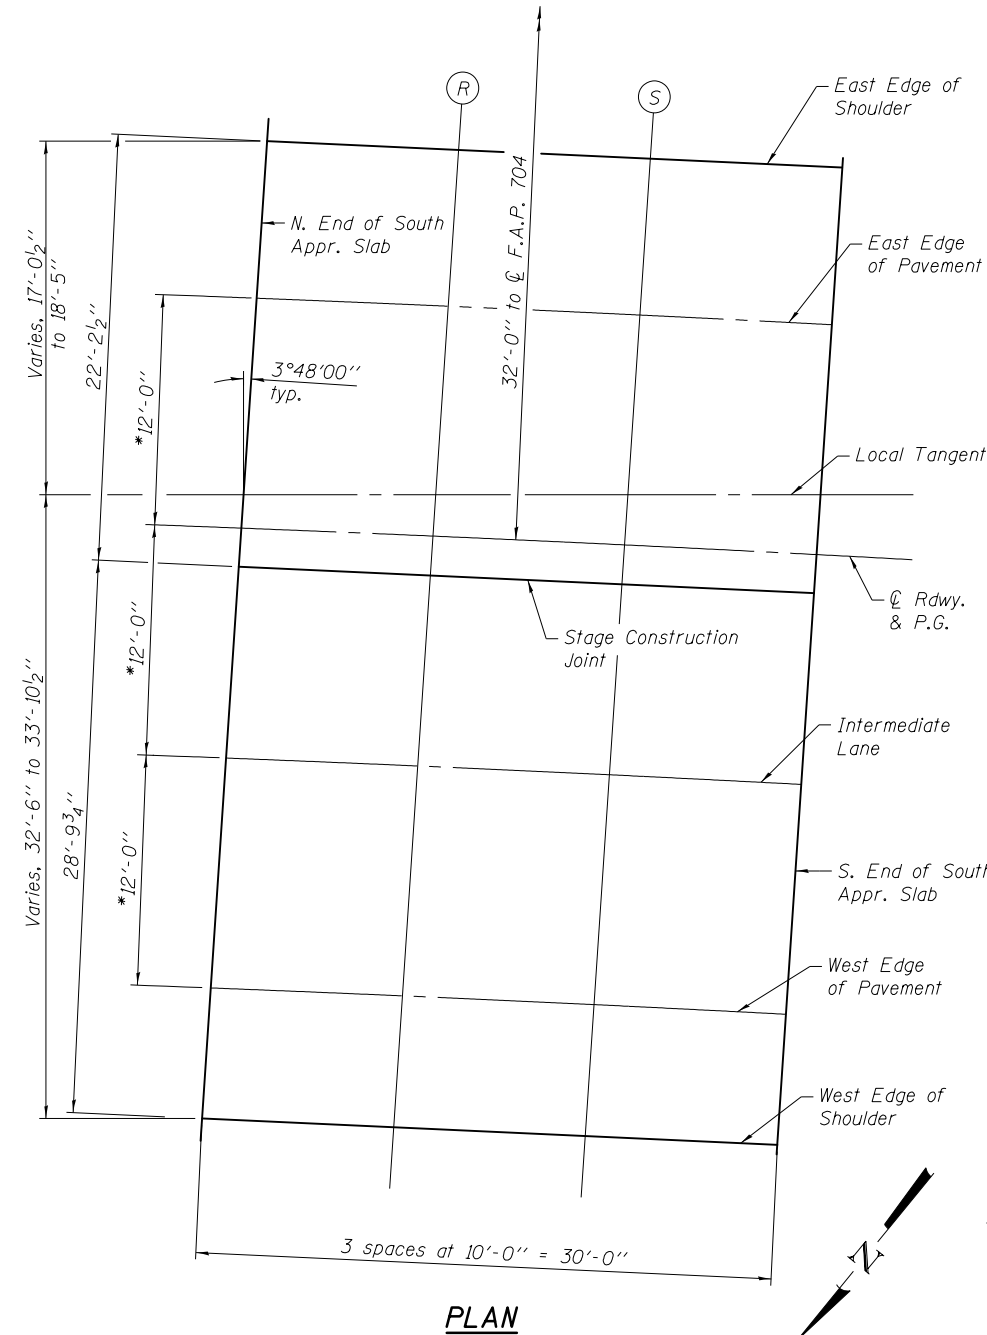 R
S
East Edge of
Shoulder
N. End of South
Appr. Slab
East Edge
of Pavement
Varies, 17'-0½"
to 18'-5"
22'-2½"
*12'-0"
32'-0" to ℄ F.A.P. 704
3°48'00"
typ.
Local Tangent
℄ Rdwy.
& P.G.
Stage Construction
Joint
*12'-0"
Varies, 32'-6" to 33'-10½"
28'-9¾"
Intermediate
Lane
*12'-0"
S. End of South
Appr. Slab
West Edge
of Pavement
West Edge of
Shoulder
3 spaces at 10'-0" = 30'-0"
N
PLAN